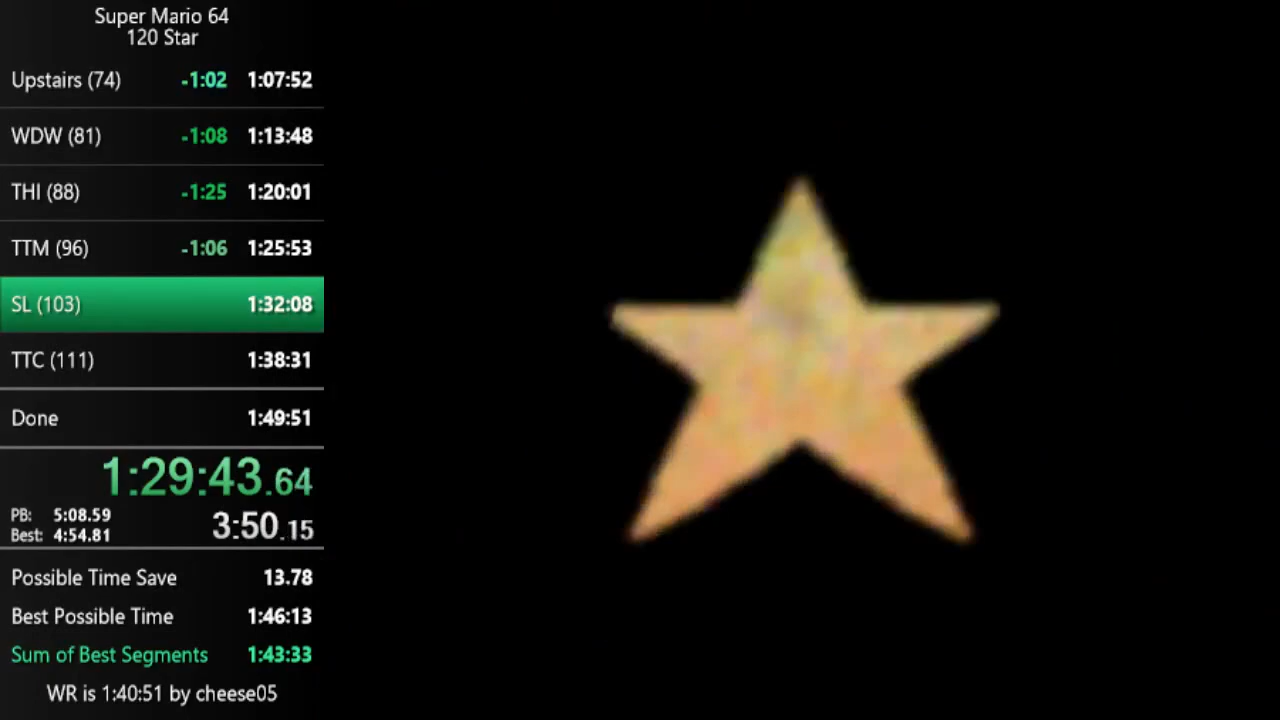 Super Mario 64
120 Star
Upstairs (74) -1:02 1:07:52
WDW (81) -1:08 1:13:48
THI (88) -1:25 1:20:01
TTM (96) -1:06 1:25:53
SL (103) 1:32:08
TTC (111) 1:38:31
Done 1:49:51
1:29:43.64
PB: 5:08.59
Best: 4:54.81
3:50.15
Possible Time Save 13.78
Best Possible Time 1:46:13
Sum of Best Segments 1:43:33
WR is 1:40:51 by cheese05